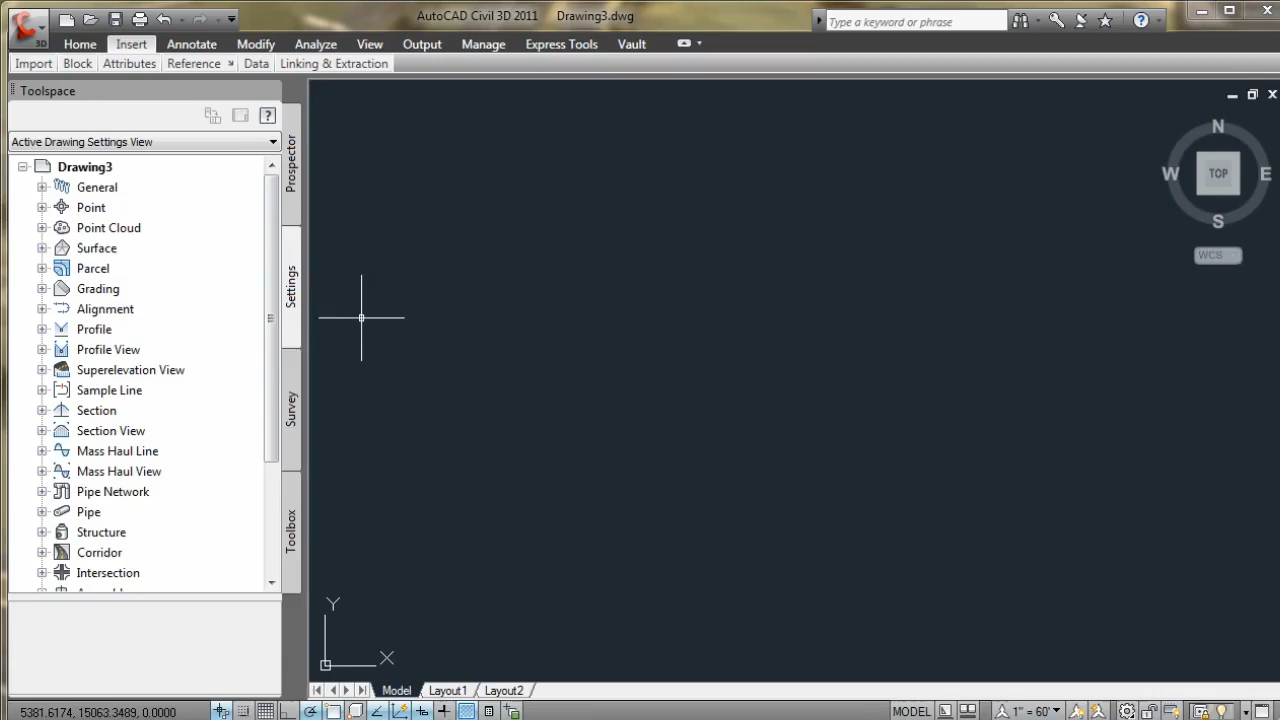 AutoCAD Civil 3D 2011 Drawing3.dwg
Type a keyword or phrase
3D
Home Insert Annotate Modify Analyze View Output Manage Express Tools Vault
Import Block Attributes Reference Data Linking & Extraction
Toolspace
Active Drawing Settings View
Drawing3
General
Point
Point Cloud
Surface
Parcel
Grading
Alignment
Profile
Profile View
Superelevation View
Sample Line
Section
Section View
Mass Haul Line
Mass Haul View
Pipe Network
Pipe
Structure
Corridor
Intersection
Prospector
Settings
Survey
Toolbox
N
W TOP E
S
WCS
Y
X
Model Layout1 Layout2
5381.6174, 15063.3489, 0.0000
MODEL 1" = 60'